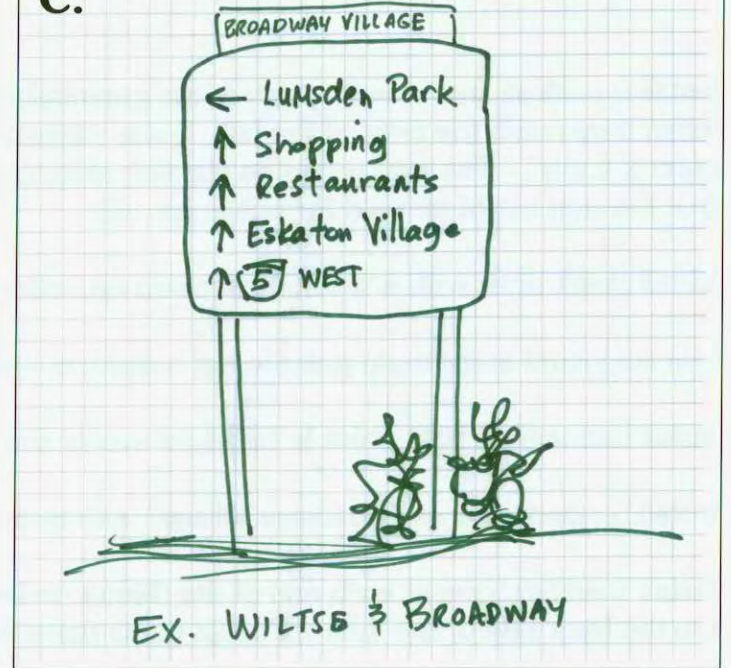 C.
BROADWAY VILLAGE
← Lumsden Park
↑ Shopping
↑ Restaurants
↑ Eskaton Village
↑ 5 WEST
Ex. WILTSE & BROADWAY